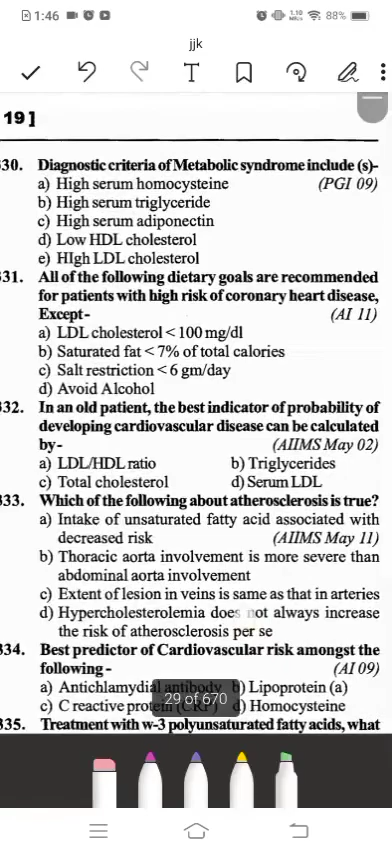 1:46
1.10
88%
jjk
T
19]
330. Diagnostic criteria of Metabolic syndrome include (s)-
a) High serum homocysteine (PGI 09)
b) High serum triglyceride
c) High serum adiponectin
d) Low HDL cholesterol
e) HIgh LDL cholesterol
331. All of the following dietary goals are recommended
for patients with high risk of coronary heart disease,
Except- (AI 11)
a) LDL cholesterol < 100 mg/dl
b) Saturated fat < 7% of total calories
c) Salt restriction < 6 gm/day
d) Avoid Alcohol
332. In an old patient, the best indicator of probability of
developing cardiovascular disease can be calculated
by- (AIIMS May 02)
a) LDL/HDL ratio b) Triglycerides
c) Total cholesterol d) Serum LDL
333. Which of the following about atherosclerosis is true?
a) Intake of unsaturated fatty acid associated with
decreased risk (AIIMS May 11)
b) Thoracic aorta involvement is more severe than
abdominal aorta involvement
c) Extent of lesion in veins is same as that in arteries
d) Hypercholesterolemia does not always increase
the risk of atherosclerosis per se
334. Best predictor of Cardiovascular risk amongst the
following - (AI 09)
a) Antichlamydial antibody b) Lipoprotein (a)
c) C reactive protein (CRP) d) Homocysteine
29 of 670
335. Treatment with w-3 polyunsaturated fatty acids, what